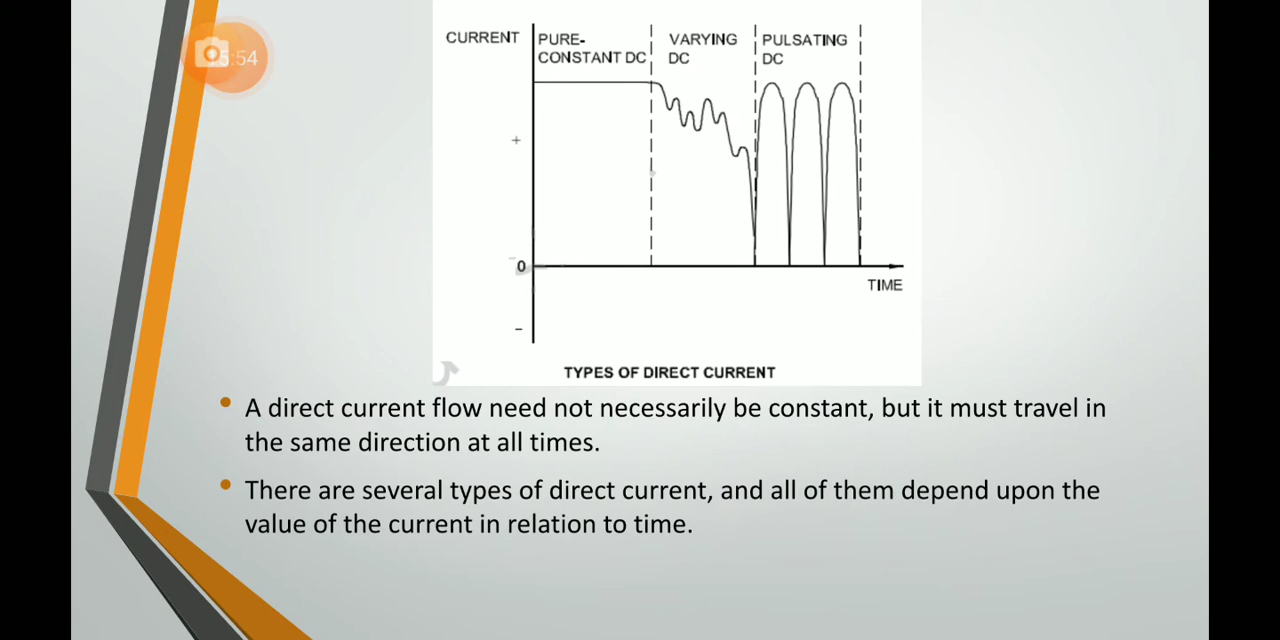 5:54
CURRENT
PURE-
CONSTANT DC
VARYING
DC
PULSATING
DC
+
0
TIME
–
TYPES OF DIRECT CURRENT
• A direct current flow need not necessarily be constant, but it must travel in
the same direction at all times.
• There are several types of direct current, and all of them depend upon the
value of the current in relation to time.